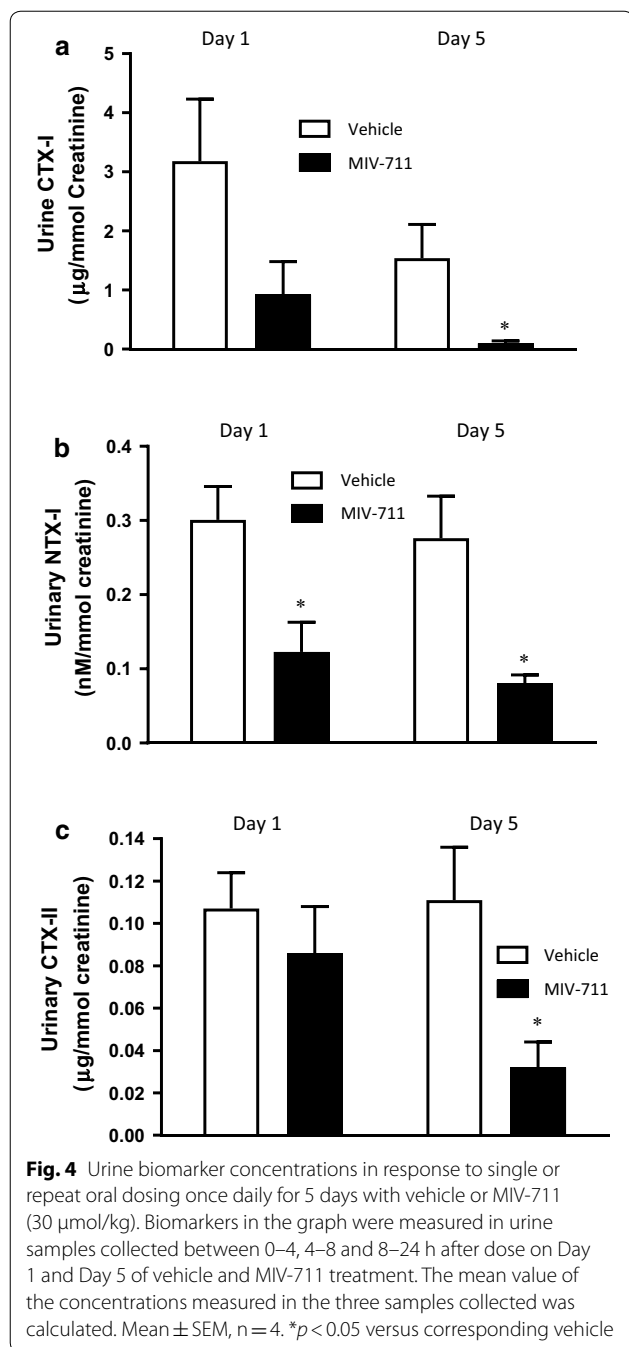 a
Day 1 Day 5
Urine CTX-I
(µg/mmol Creatinine)
5
4
3
2
1
0
Vehicle
MIV-711
*
b
Day 1 Day 5
Urinary NTX-I
(nM/mmol creatinine)
0.4
0.3
0.2
0.1
0.0
Vehicle
MIV-711
*
*
c
Day 1 Day 5
Urinary CTX-II
(µg/mmol creatinine)
0.14
0.12
0.10
0.08
0.06
0.04
0.02
0.00
Vehicle
MIV-711
*
Fig. 4 Urine biomarker concentrations in response to single or
repeat oral dosing once daily for 5 days with vehicle or MIV-711
(30 µmol/kg). Biomarkers in the graph were measured in urine
samples collected between 0–4, 4–8 and 8–24 h after dose on Day
1 and Day 5 of vehicle and MIV-711 treatment. The mean value of
the concentrations measured in the three samples collected was
calculated. Mean ± SEM, n = 4. *p < 0.05 versus corresponding vehicle